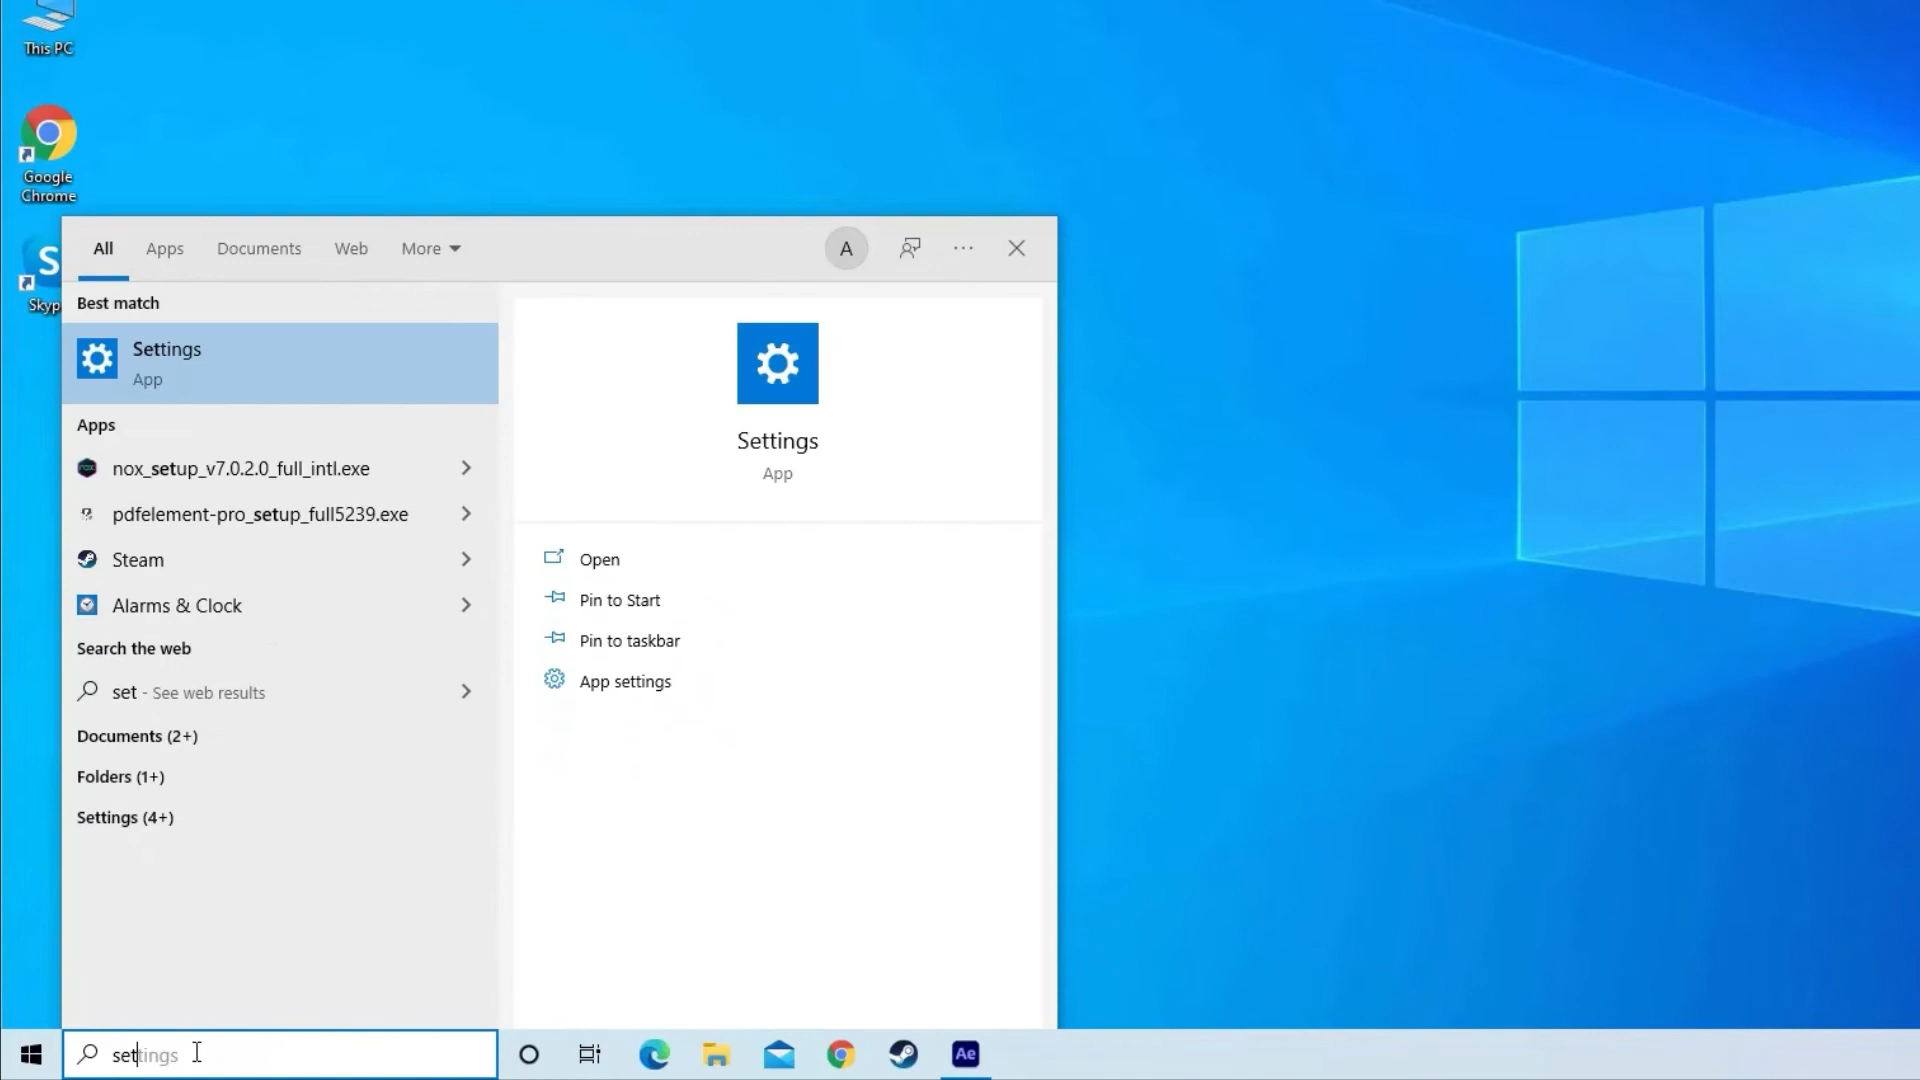 This PC
Google
Chrome
S
Skyp
All Apps Documents Web More A
Best match
Settings
App
Apps
nox_setup_v7.0.2.0_full_intl.exe
pdfelement-pro_setup_full5239.exe
Steam
Alarms & Clock
Search the web
set - See web results
Documents (2+)
Folders (1+)
Settings (4+)
Settings
App
Open
Pin to Start
Pin to taskbar
App settings
settings
Ae